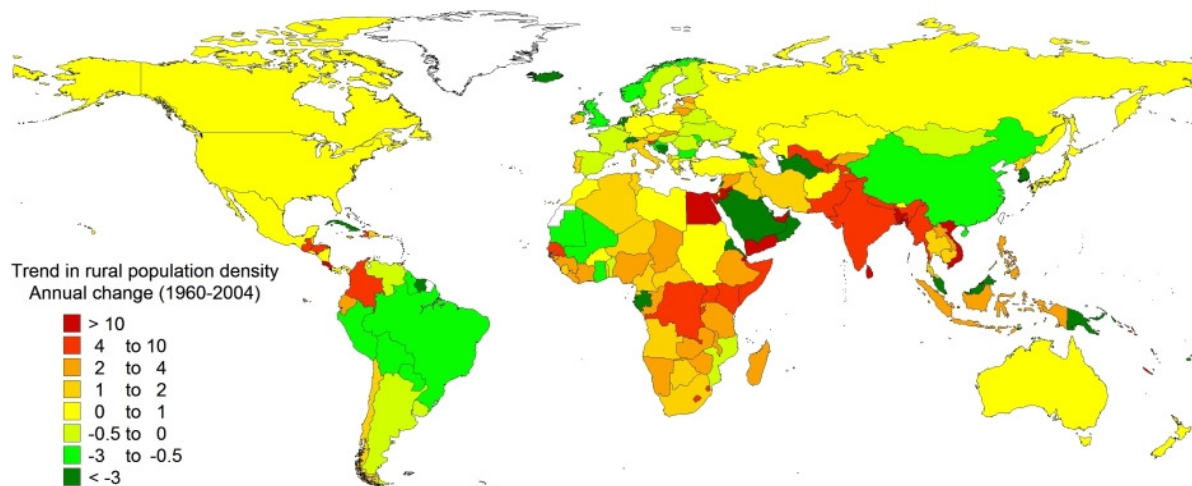 Trend in rural population density
Annual change (1960-2004)
> 10
4 to 10
2 to 4
1 to 2
0 to 1
-0.5 to 0
-3 to -0.5
< -3